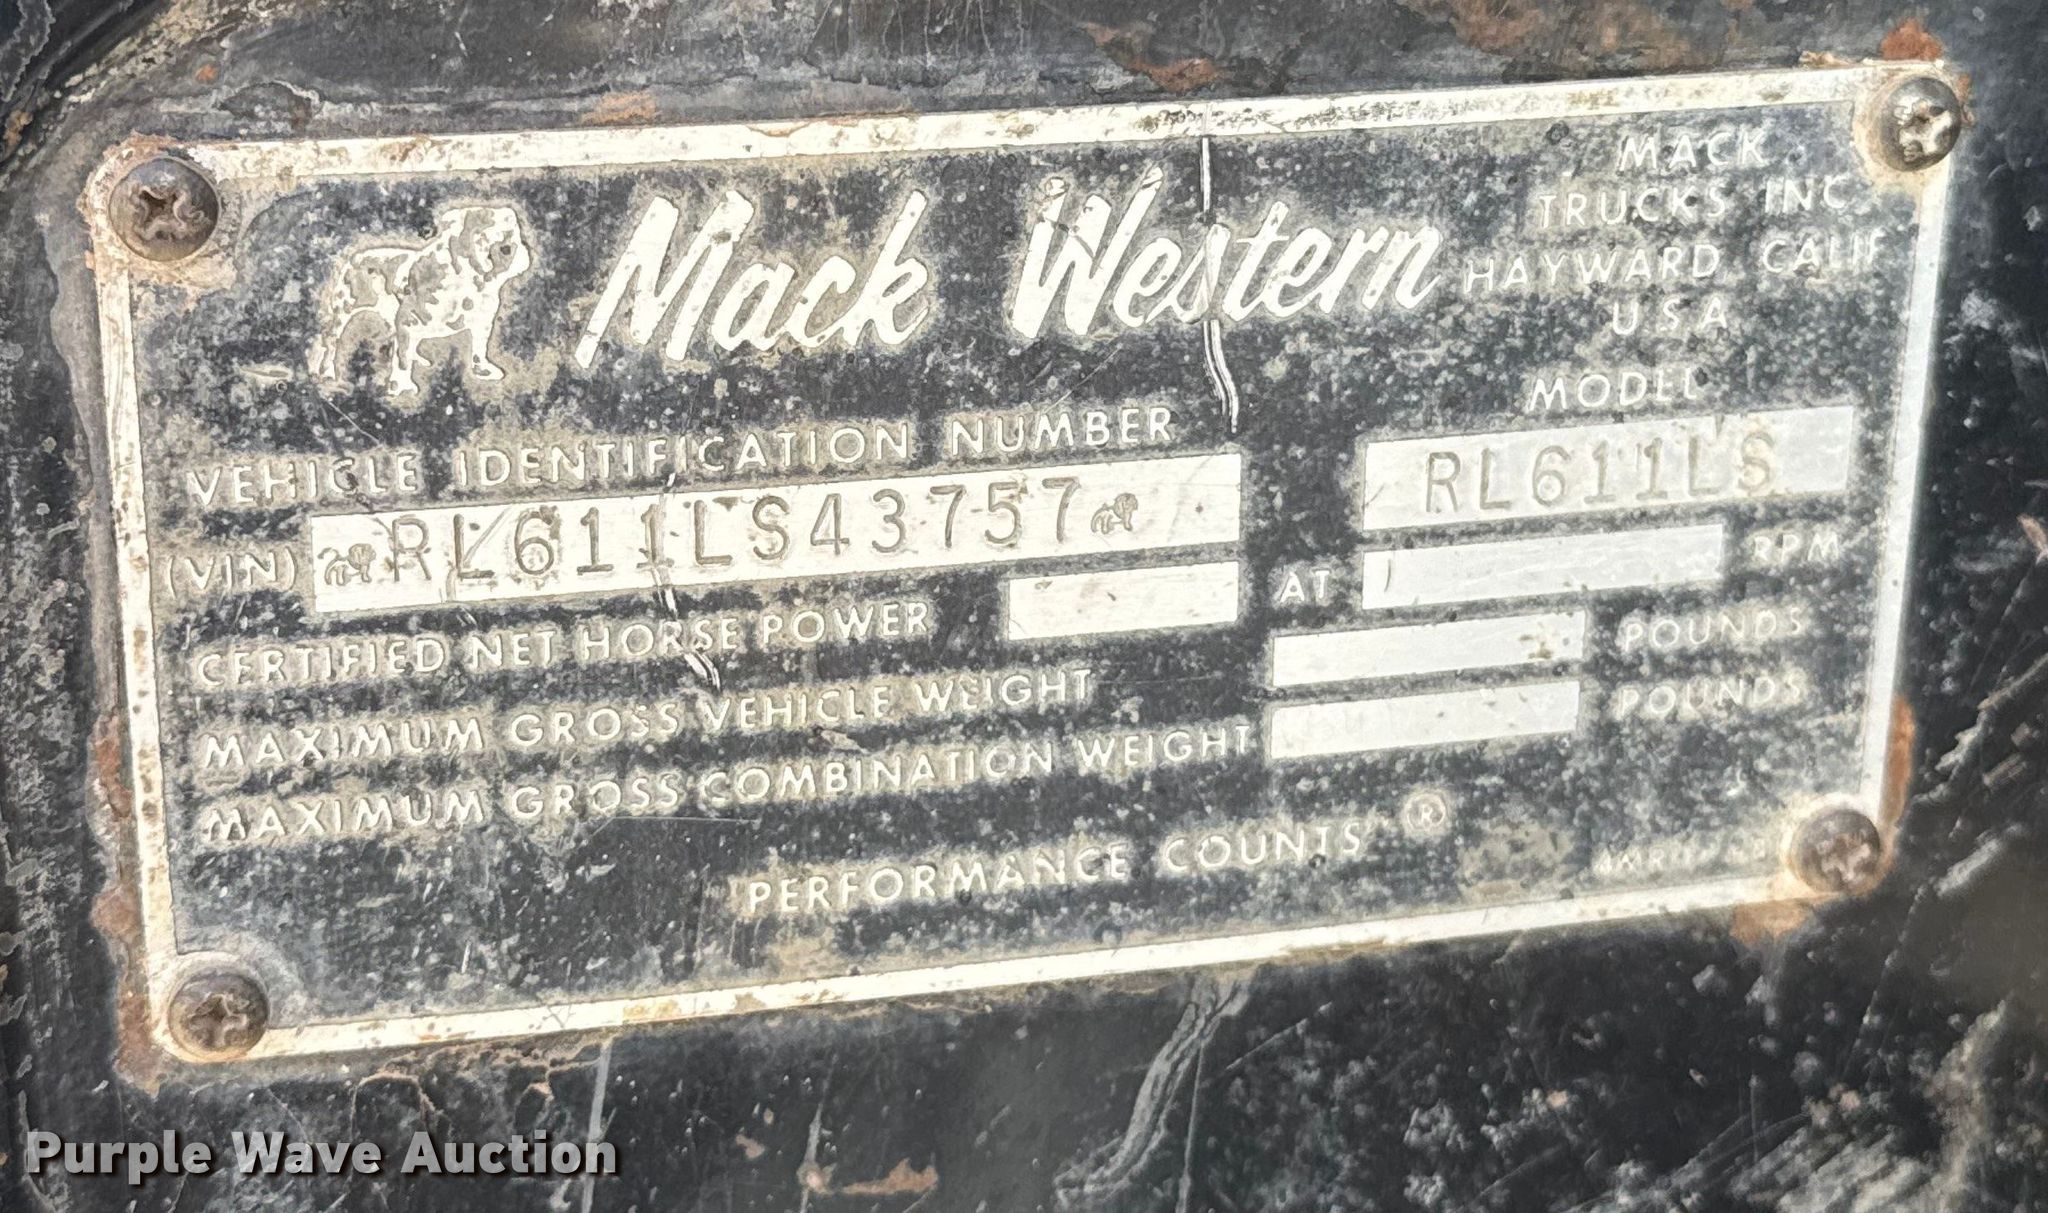 Mack Western
MACK
TRUCKS INC
HAYWARD, CALIF
USA
VEHICLE IDENTIFICATION NUMBER
MODEL
(VIN) RL611LS43757
RL611LS
CERTIFIED NET HORSE POWER AT RPM
MAXIMUM GROSS VEHICLE WEIGHT POUNDS
MAXIMUM GROSS COMBINATION WEIGHT POUNDS
PERFORMANCE COUNTS ®
Purple Wave Auction